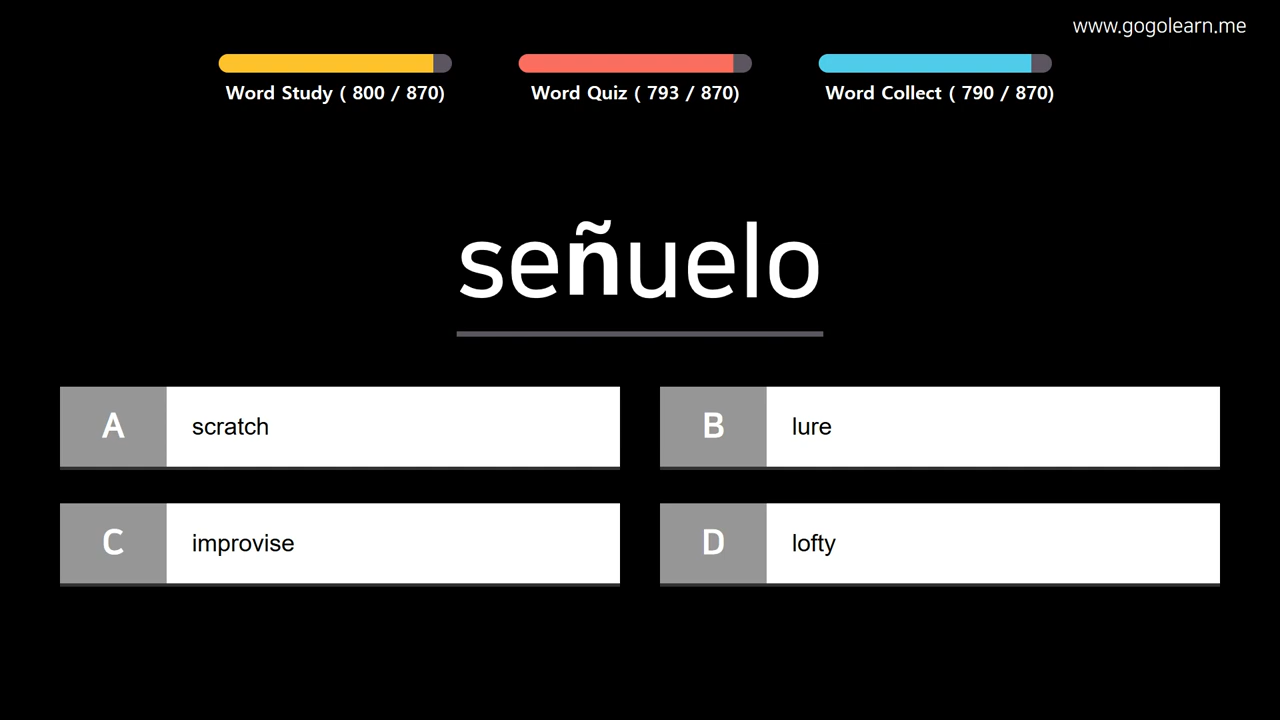 www.gogolearn.me
Word Study ( 800 / 870)
Word Quiz ( 793 / 870)
Word Collect ( 790 / 870)
señuelo
A scratch
B lure
C improvise
D lofty